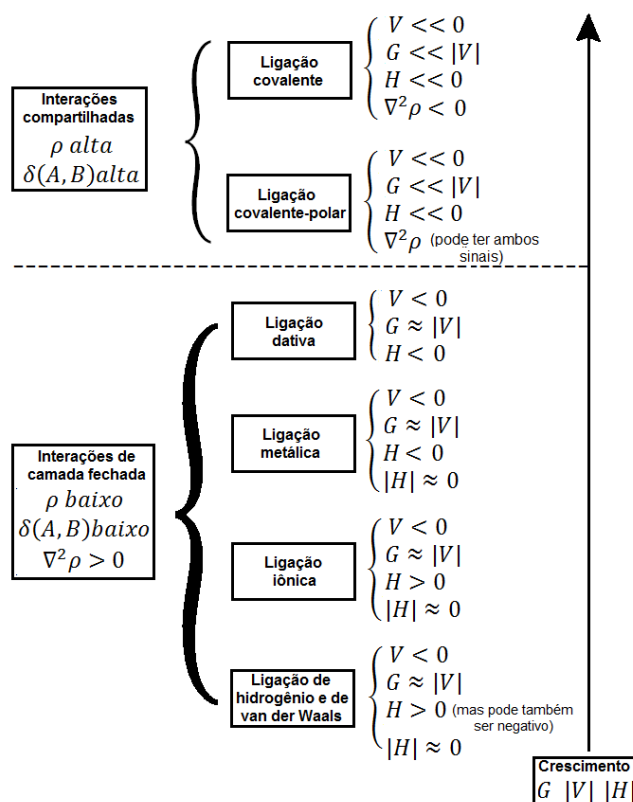 Interações
compartilhadas
ρ alta
δ(A, B)alta
Ligação
covalente
V << 0
G << |V|
H << 0
∇²ρ < 0
Ligação
covalente-polar
V << 0
G << |V|
H << 0
∇²ρ (pode ter ambos
sinais)
Interações de
camada fechada
ρ baixo
δ(A, B)baixo
∇²ρ > 0
Ligação
dativa
V < 0
G ≈ |V|
H < 0
Ligação
metálica
V < 0
G ≈ |V|
H < 0
|H| ≈ 0
Ligação
iônica
V < 0
G ≈ |V|
H > 0
|H| ≈ 0
Ligação de
hidrogênio e de
van der Waals
V < 0
G ≈ |V|
H > 0 (mas pode também
ser negativo)
|H| ≈ 0
Crescimento
G |V| |H|